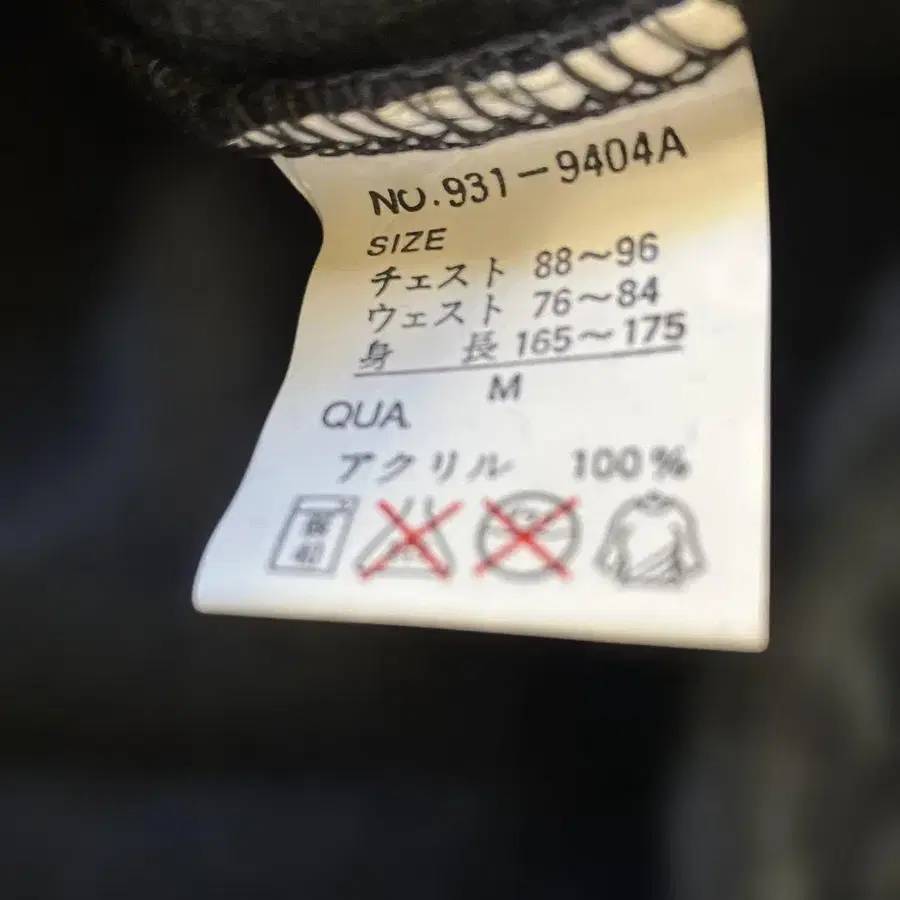 NO.931-9404A
SIZE
チェスト 88～96
ウェスト 76～84
身 長 165～175
M
QUA
アクリル 100%
40